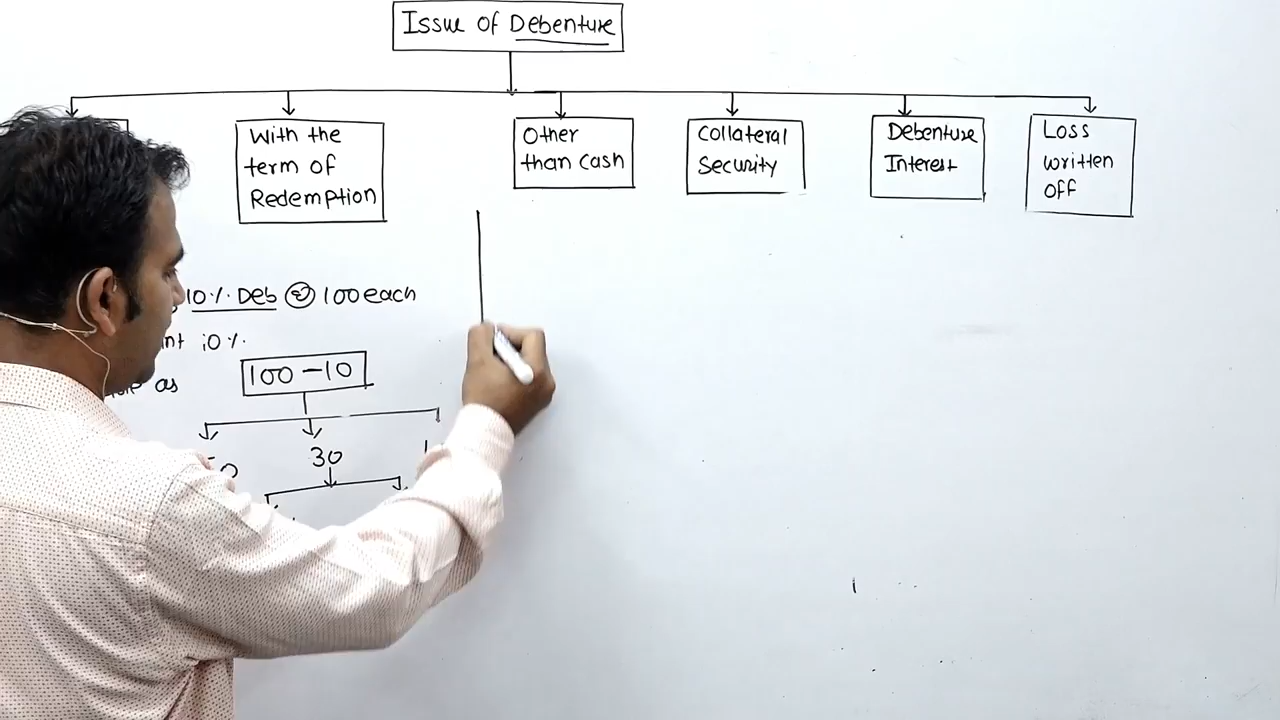 Issue of Debenture
With the
term of
Redemption
Other
than cash
Collateral
Security
Debenture
Interest
Loss
written
off
10%. Deb @ 100 each
10%.
as
100-10
30